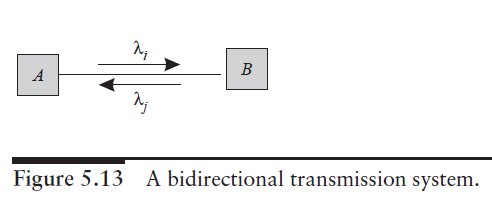 λi
A
B
λj
Figure 5.13 A bidirectional transmission system.